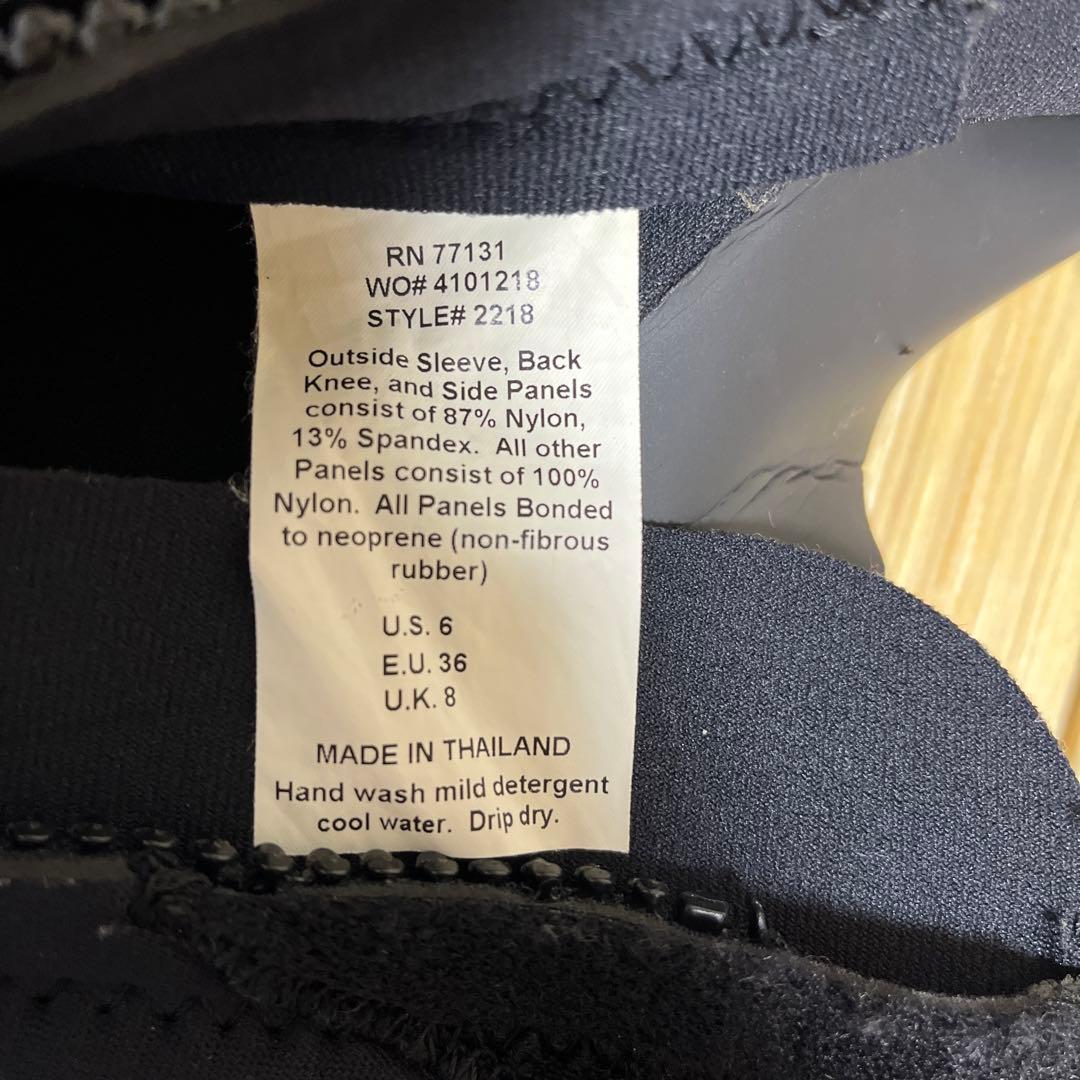 RN 77131
WO# 4101218
STYLE# 2218
Outside Sleeve, Back
Knee, and Side Panels
consist of 87% Nylon,
13% Spandex. All other
Panels consist of 100%
Nylon. All Panels Bonded
to neoprene (non-fibrous
rubber)
U.S. 6
E.U. 36
U.K. 8
MADE IN THAILAND
Hand wash mild detergent
cool water. Drip dry.